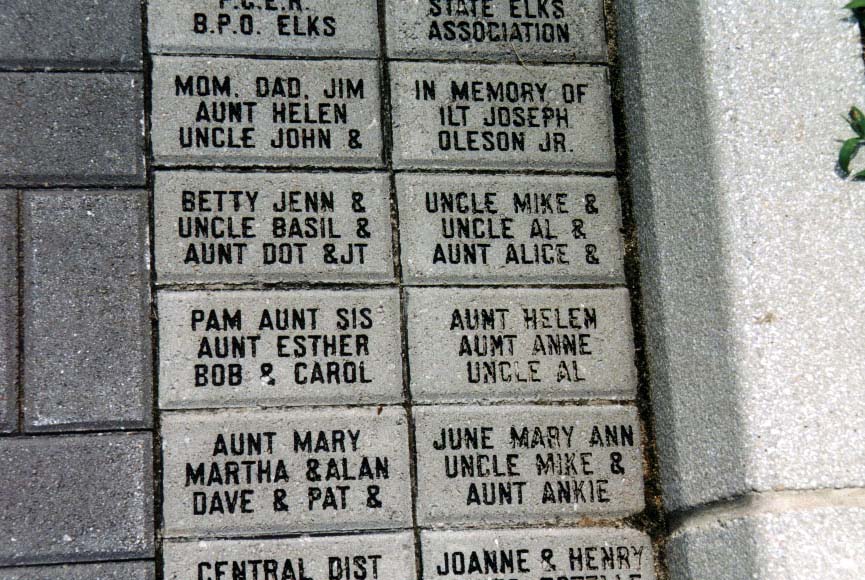 P.C.E.R.
B.P.O. ELKS
STATE ELKS
ASSOCIATION
MOM, DAD, JIM
AUNT HELEN
UNCLE JOHN &
IN MEMORY OF
ILT JOSEPH
OLESON JR.
BETTY JENN &
UNCLE BASIL &
AUNT DOT &JT
UNCLE MIKE &
UNCLE AL &
AUNT ALICE &
PAM AUNT SIS
AUNT ESTHER
BOB & CAROL
AUNT HELEN
AUNT ANNE
UNCLE AL
AUNT MARY
MARTHA &ALAN
DAVE & PAT &
JUNE MARY ANN
UNCLE MIKE &
AUNT ANKIE
CENTRAL DIST
JOANNE & HENRY